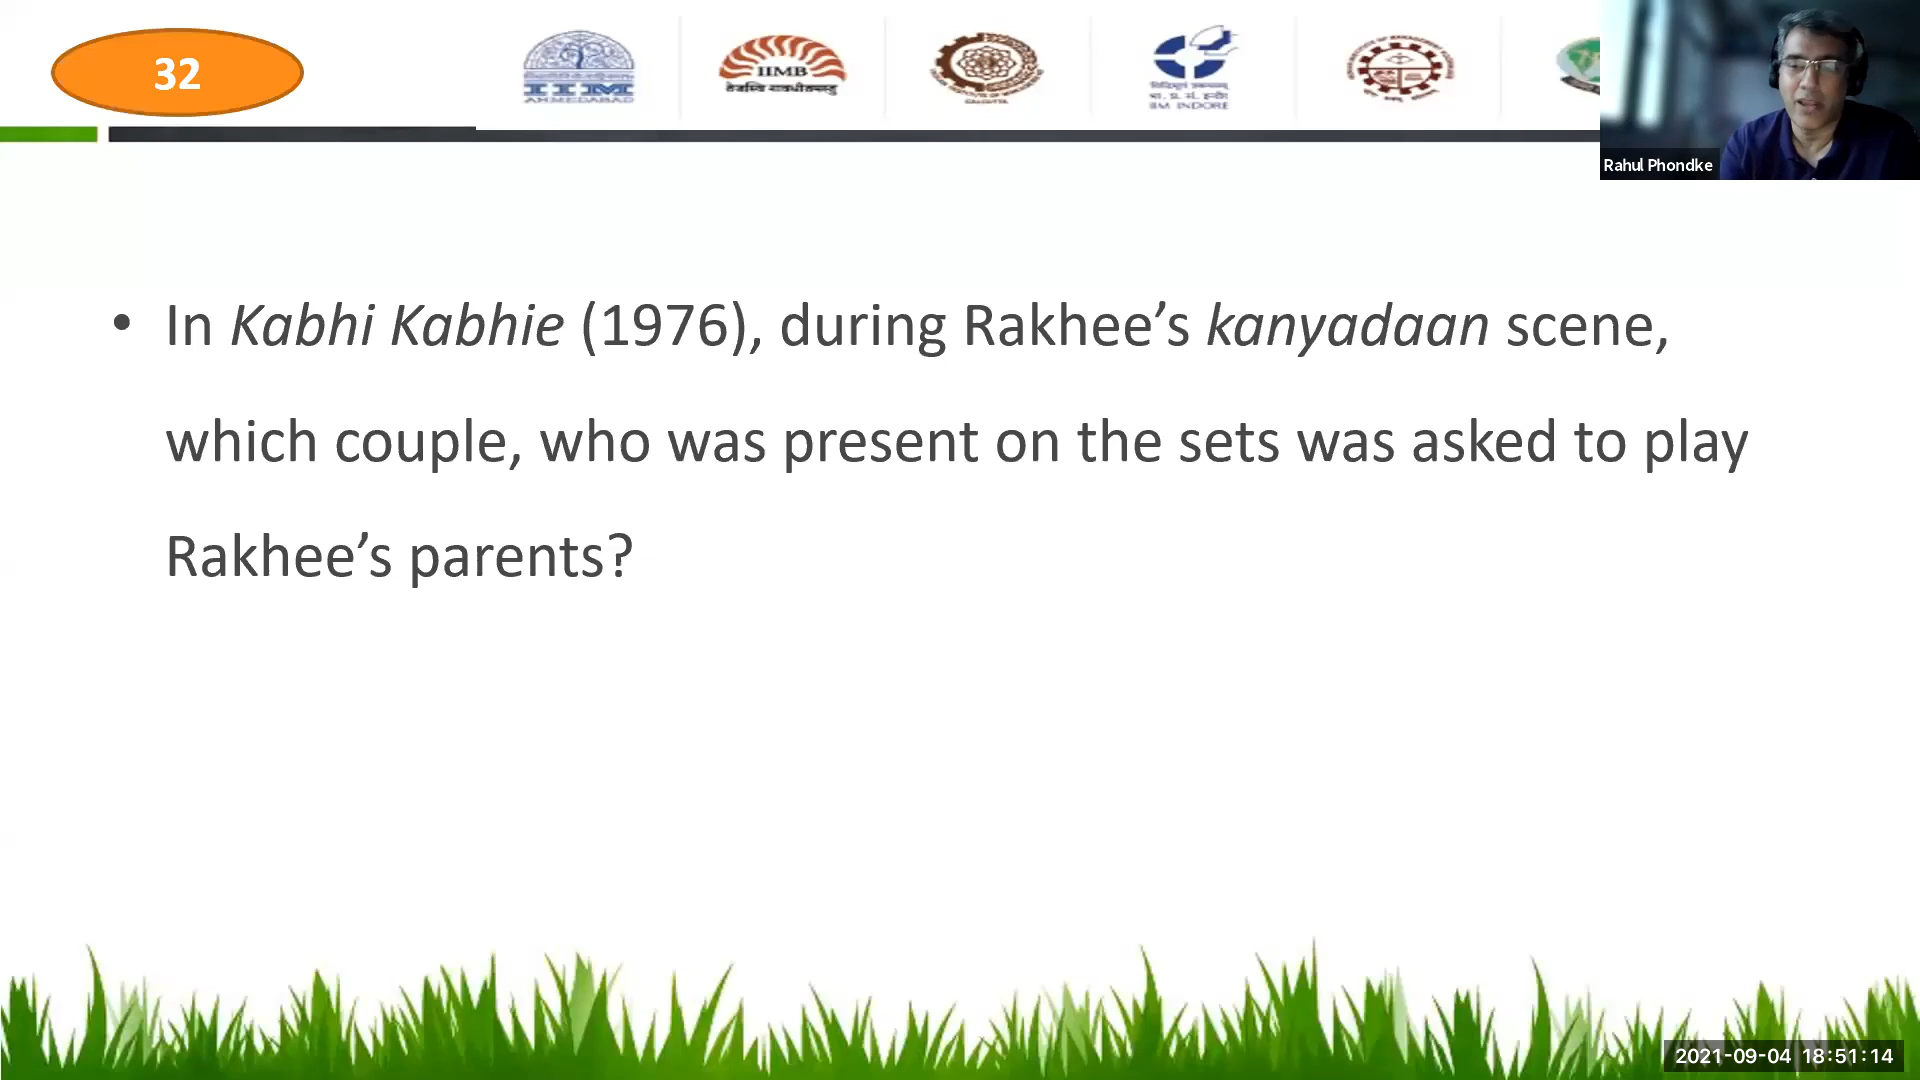 32
IIM
AHMEDABAD
IIMB
IIM INDORE
Rahul Phondke
• In Kabhi Kabhie (1976), during Rakhee’s kanyadaan scene,
which couple, who was present on the sets was asked to play
Rakhee’s parents?
2021-09-04 18:51:14